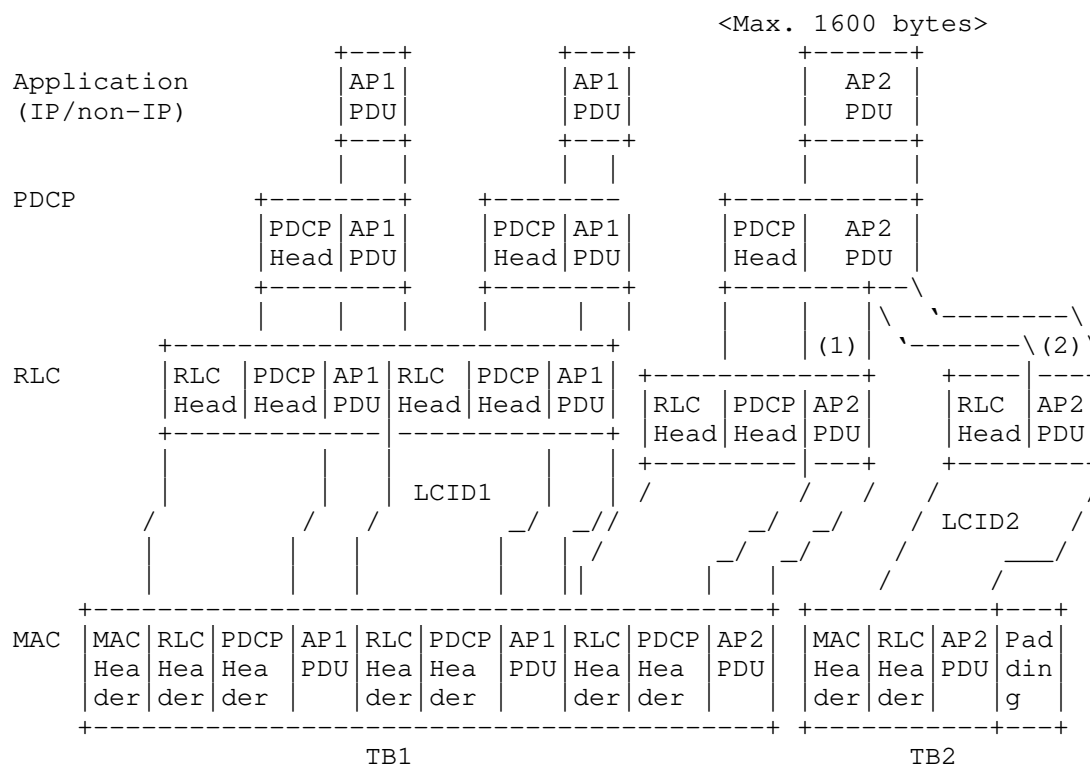 <Max. 1600 bytes>
Application |AP1| |AP1| | AP2 |
(IP/non-IP) |PDU| |PDU| | PDU |
PDCP
|PDCP|AP1| |PDCP|AP1| |PDCP| AP2 |
|Head|PDU| |Head|PDU| |Head| PDU |
(1) (2)
RLC |RLC |PDCP|AP1|RLC |PDCP|AP1|
|Head|Head|PDU|Head|Head|PDU|
|RLC |PDCP|AP2| |RLC |AP2
|Head|Head|PDU| |Head|PDU
LCID1
LCID2
MAC |MAC|RLC|PDCP|AP1|RLC|PDCP|AP1|RLC|PDCP|AP2| |MAC|RLC|AP2|Pad|
|Hea|Hea|Hea |PDU|Hea|Hea |PDU|Hea|Hea |PDU| |Hea|Hea|PDU|din|
|der|der|der | |der|der | |der|der | | |der|der| |g |
TB1 TB2